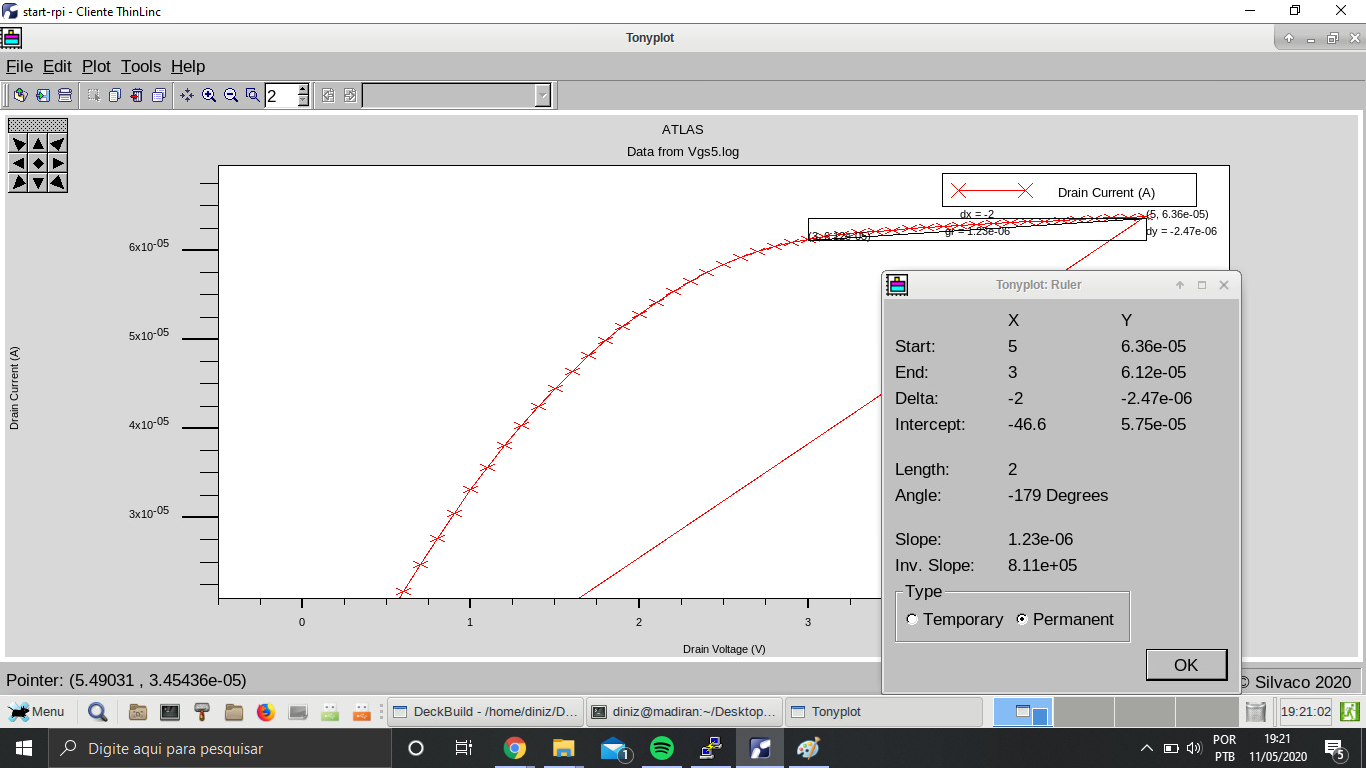 start-rpi - Cliente ThinLinc
Tonyplot
File Edit Plot Tools Help
2
ATLAS
Data from Vgs5.log
Drain Current (A)
dx = -2
(5, 6.36e-05)
(3, 6.12e-05)
gr = 1.23e-06
dy = -2.47e-06
6x10-05
5x10-05
4x10-05
3x10-05
Drain Current (A)
0
1
2
3
Drain Voltage (V)
Tonyplot: Ruler
X Y
Start: 5 6.36e-05
End: 3 6.12e-05
Delta: -2 -2.47e-06
Intercept: -46.6 5.75e-05
Length: 2
Angle: -179 Degrees
Slope: 1.23e-06
Inv. Slope: 8.11e+05
Type
Temporary Permanent
OK
Pointer: (5.49031 , 3.45436e-05)
© Silvaco 2020
Menu
DeckBuild - /home/diniz/D...
diniz@madiran:~/Desktop...
Tonyplot
19:21:02
Digite aqui para pesquisar
1
POR
PTB
19:21
11/05/2020
5